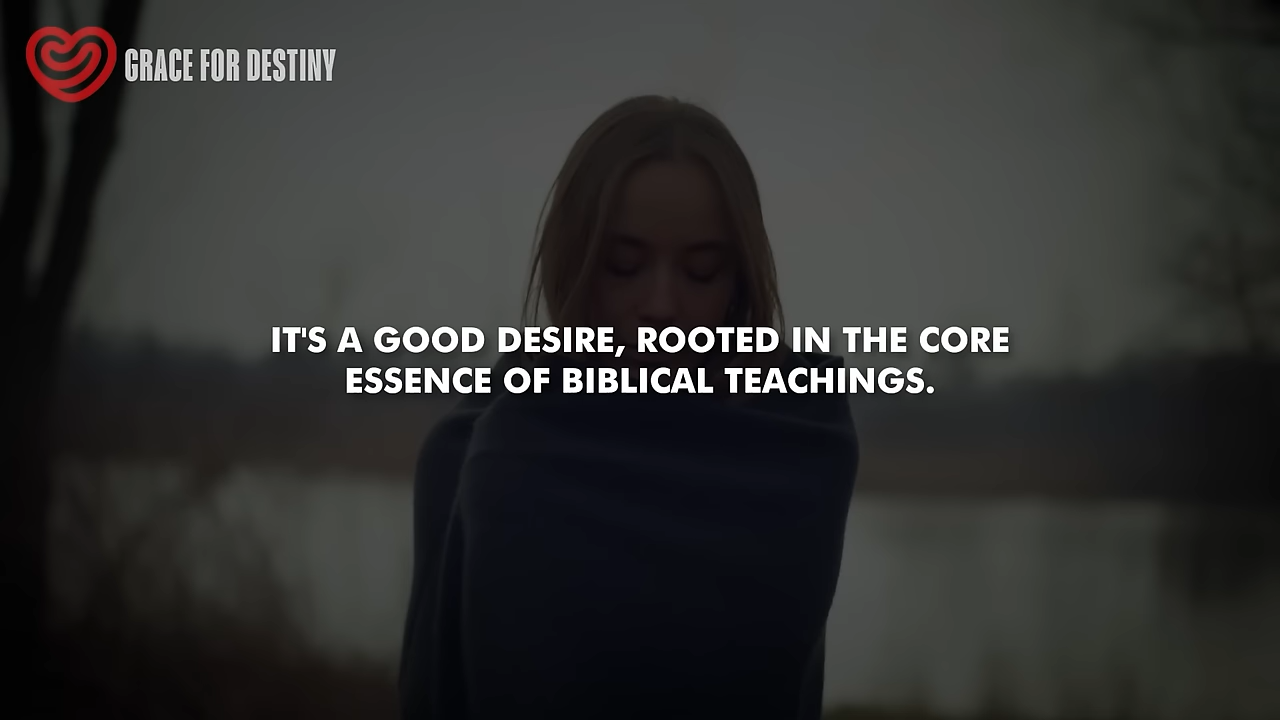 GRACE FOR DESTINY
IT'S A GOOD DESIRE, ROOTED IN THE CORE
ESSENCE OF BIBLICAL TEACHINGS.